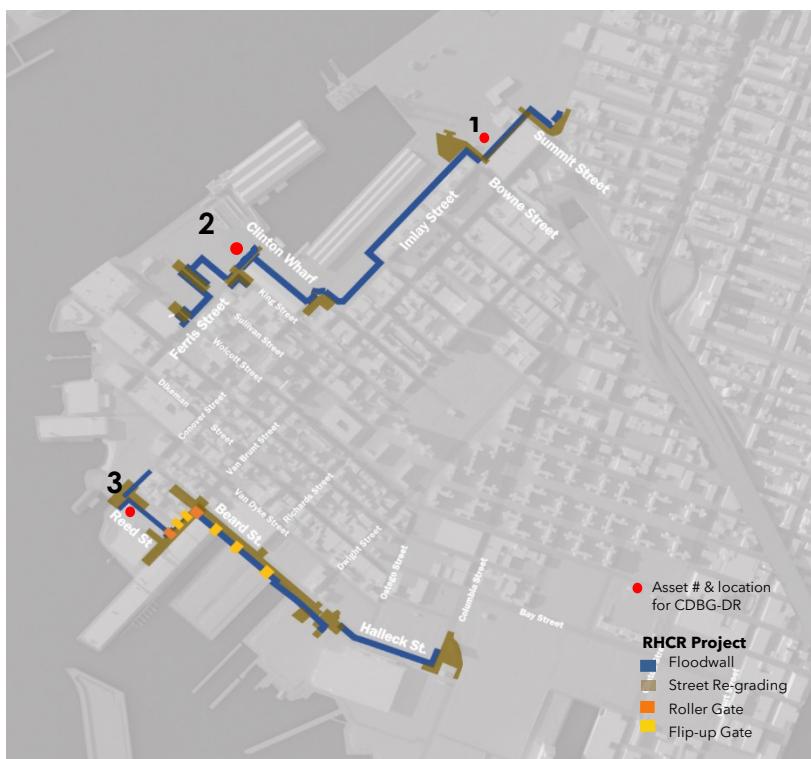 1
Summit Street
Bowne Street
Imlay Street
2
Clinton Wharf
King Street
Sullivan Street
Wolcott Street
Ferris Street
Dikeman
Street
Conover Street
Van Brunt Street
3
Reed St
Beard St.
Van Dyke Street
Richards Street
Dwight Street
Otsego Street
Columbia Street
Bay Street
Halleck St.
Asset # & location
for CDBG-DR
RHCR Project
Floodwall
Street Re-grading
Roller Gate
Flip-up Gate